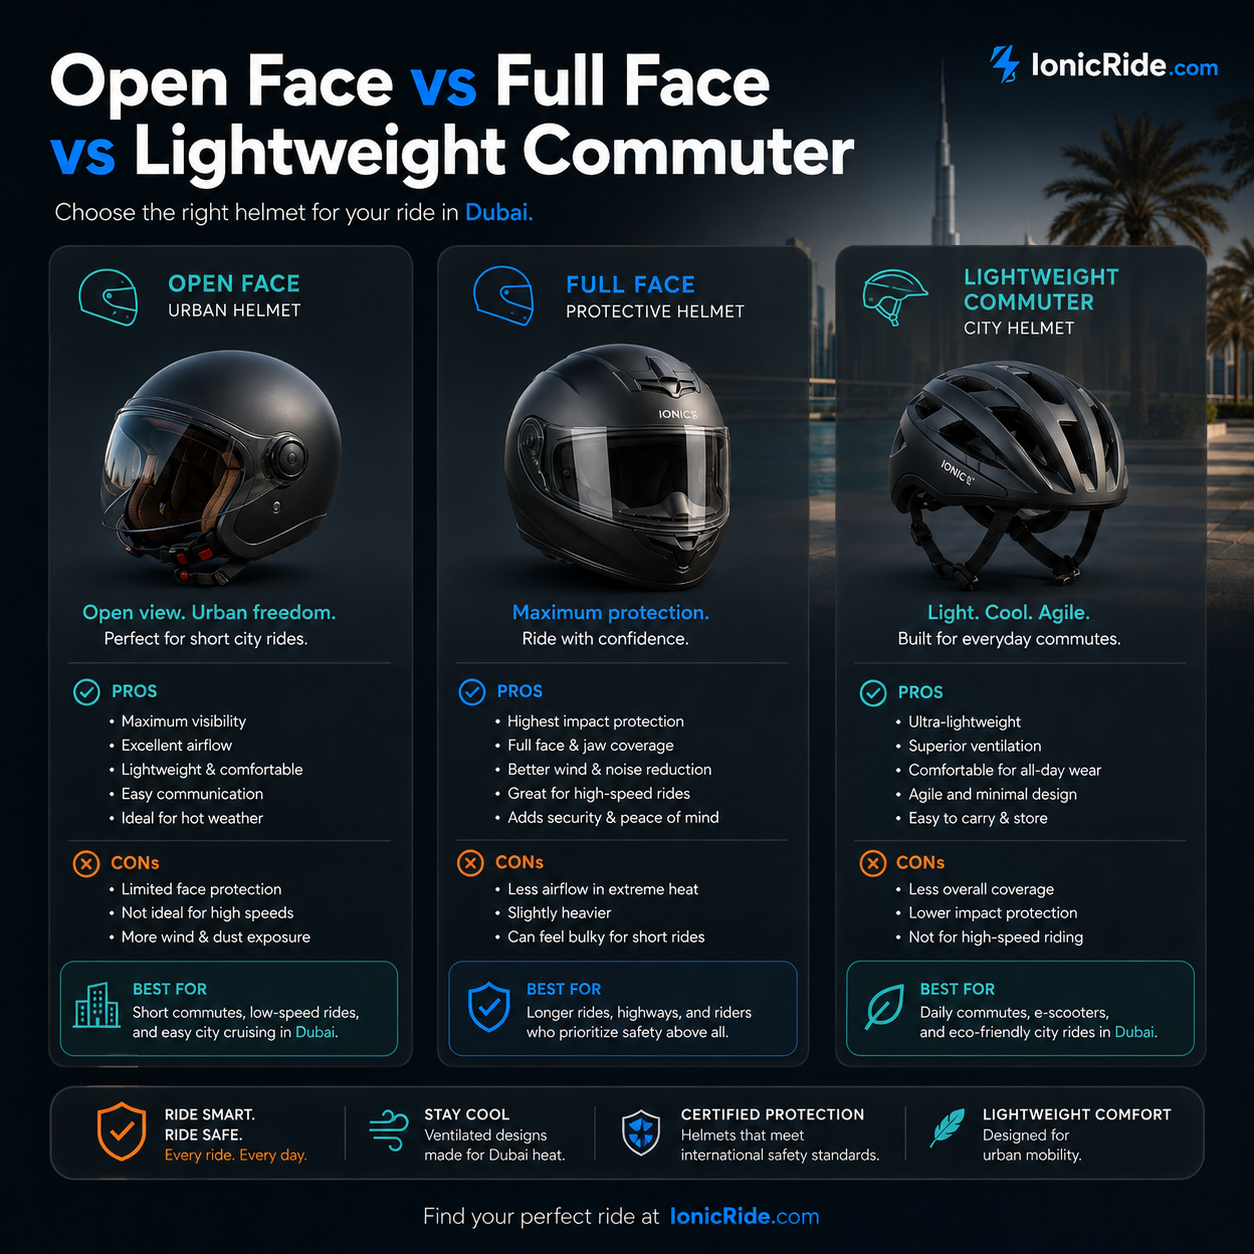 Open Face vs Full Face
vs Lightweight Commuter
IonicRide.com
Choose the right helmet for your ride in Dubai.
OPEN FACE
URBAN HELMET
Open view. Urban freedom.
Perfect for short city rides.
PROS
• Maximum visibility
• Excellent airflow
• Lightweight & comfortable
• Easy communication
• Ideal for hot weather
CONs
• Limited face protection
• Not ideal for high speeds
• More wind & dust exposure
BEST FOR
Short commutes, low-speed rides,
and easy city cruising in Dubai.
FULL FACE
PROTECTIVE HELMET
IONIC
Maximum protection.
Ride with confidence.
PROS
• Highest impact protection
• Full face & jaw coverage
• Better wind & noise reduction
• Great for high-speed rides
• Adds security & peace of mind
CONs
• Less airflow in extreme heat
• Slightly heavier
• Can feel bulky for short rides
BEST FOR
Longer rides, highways, and riders
who prioritize safety above all.
LIGHTWEIGHT
COMMUTER
CITY HELMET
IONIC
Light. Cool. Agile.
Built for everyday commutes.
PROS
• Ultra-lightweight
• Superior ventilation
• Comfortable for all-day wear
• Agile and minimal design
• Easy to carry & store
CONs
• Less overall coverage
• Lower impact protection
• Not for high-speed riding
BEST FOR
Daily commutes, e-scooters,
and eco-friendly city rides in Dubai.
RIDE SMART.
RIDE SAFE.
Every ride. Every day.
STAY COOL
Ventilated designs
made for Dubai heat.
CERTIFIED PROTECTION
Helmets that meet
international safety standards.
LIGHTWEIGHT COMFORT
Designed for
urban mobility.
Find your perfect ride at IonicRide.com